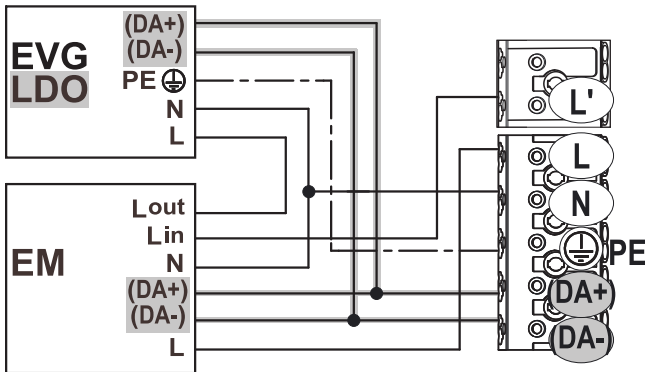 EVG
LDO
(DA+)
(DA-)
PE
N
L
EM
Lout
Lin
N
(DA+)
(DA-)
L
L'
L
N
PE
(DA+)
(DA-)